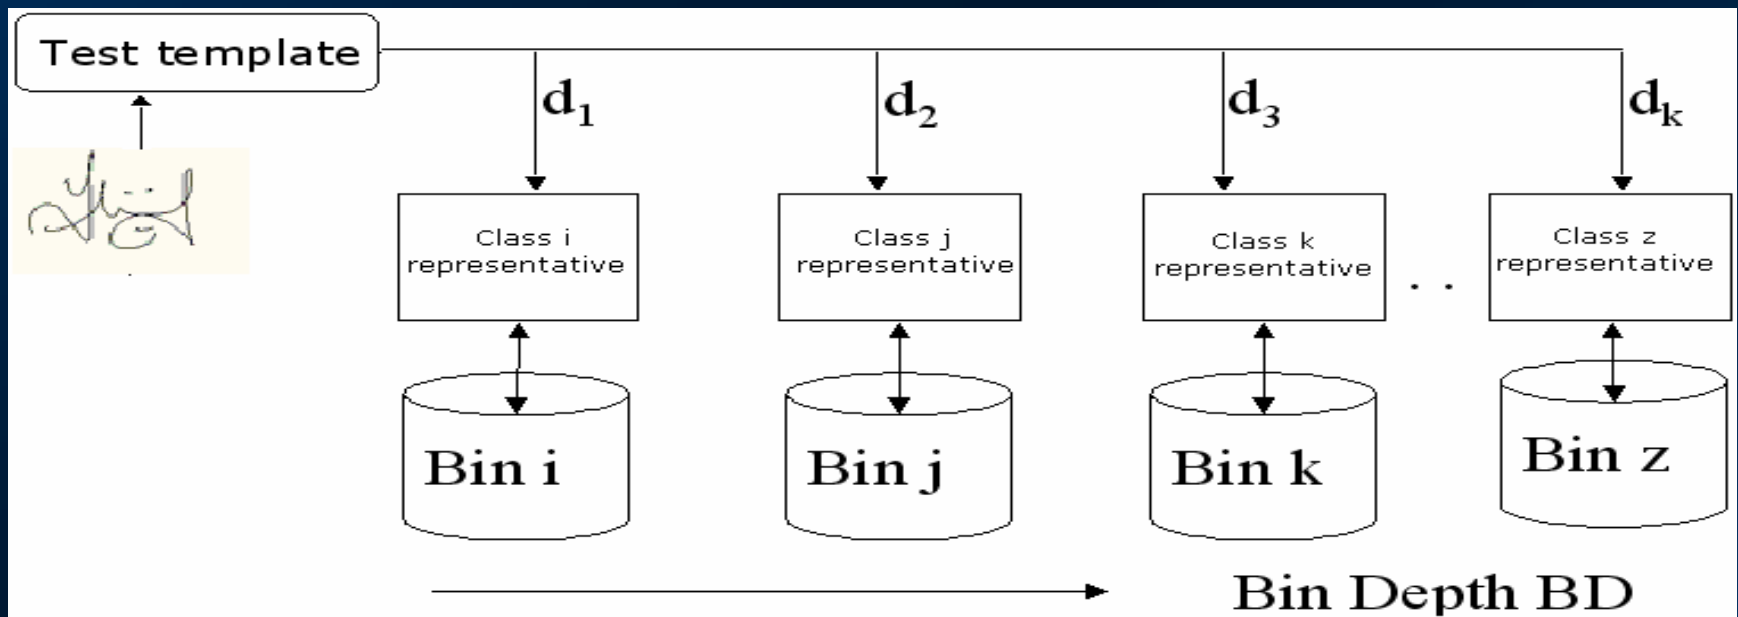 Test template
d1
d2
d3
dk
Class i
representative
Class j
representative
Class k
representative
. .
Class z
representative
Bin i
Bin j
Bin k
Bin z
Bin Depth BD